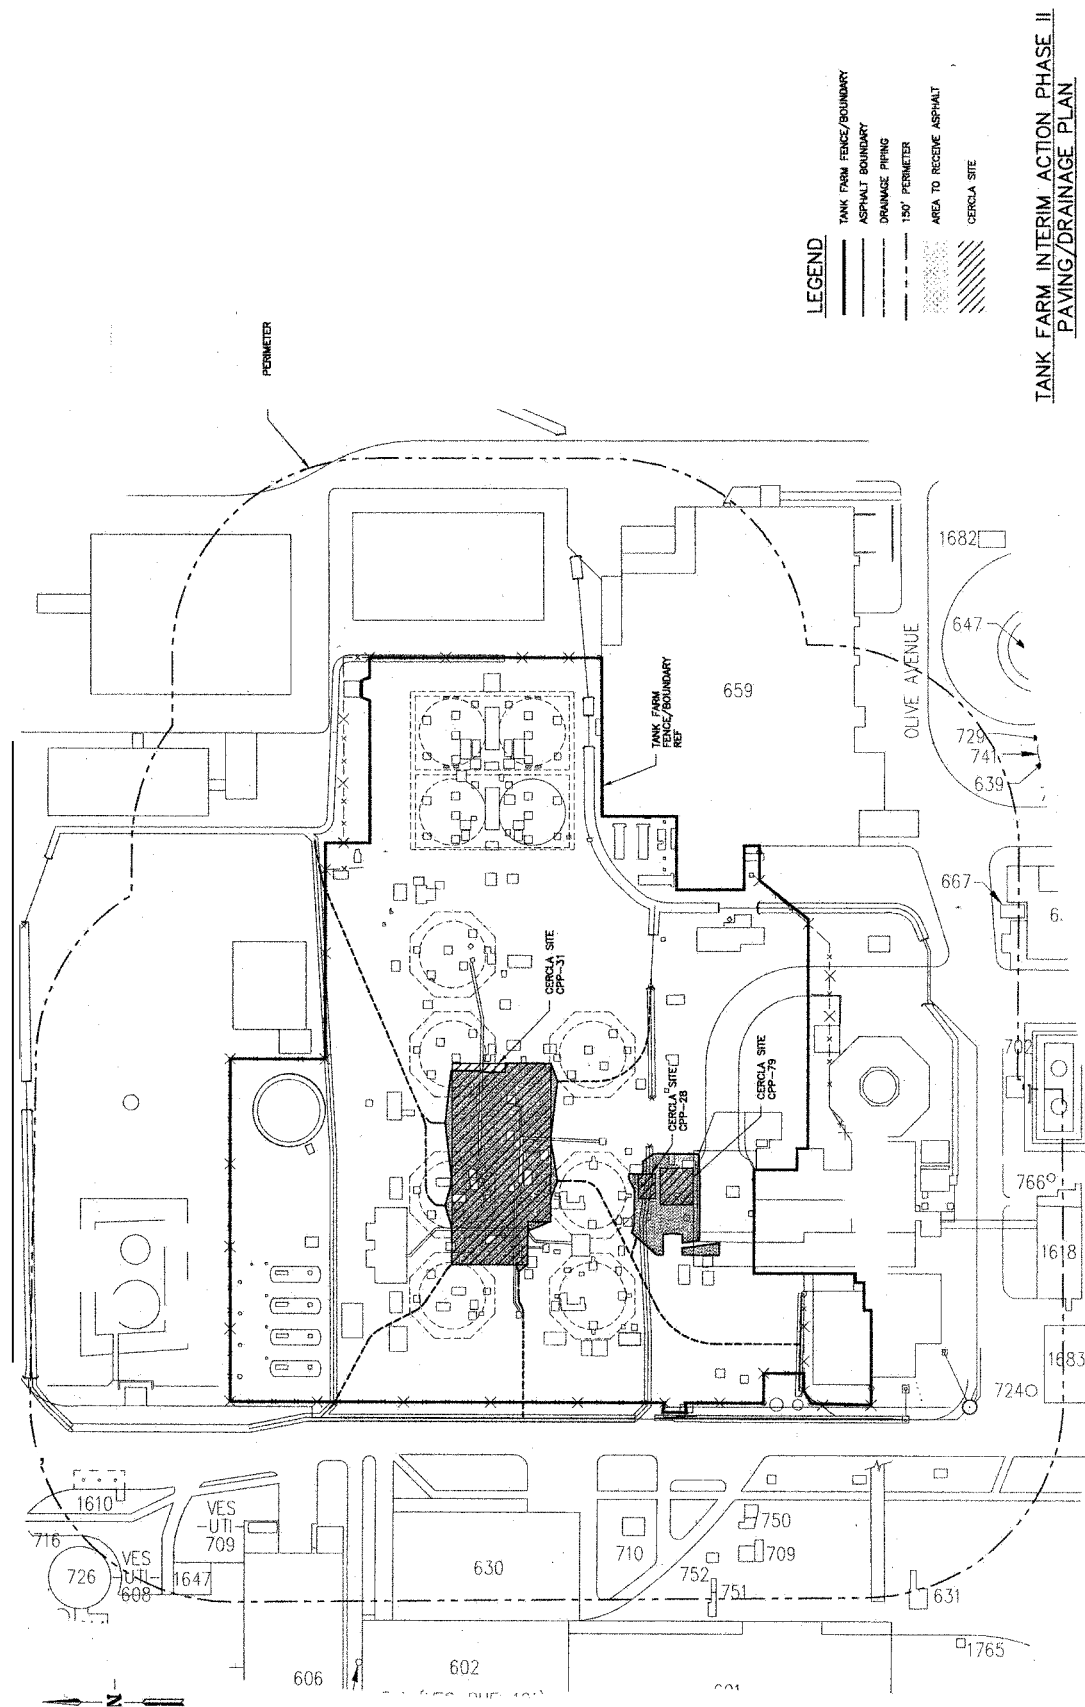 TANK FARM INTERIM ACTION PHASE II
PAVING/DRAINAGE PLAN
LEGEND
TANK FARM FENCE/BOUNDARY
ASPHALT BOUNDARY
DRAINAGE PIPING
150' PERIMETER
AREA TO RECEIVE ASPHALT
CERCLA SITE
PERIMETER
TANK FARM
FENCE/BOUNDARY
REF
CERCLA SITE
CPP-31
CERCLA SITE
CPP-28
CERCLA SITE
CPP-79
659
OLIVE AVENUE
1682
647
729
741
639
667
702
766
1618
1683
724
1610
716
726
VES
-UTI-
608
1647
VES
-UTI-
709
606
630
602
710
750
709
752
751
631
1765
601
N